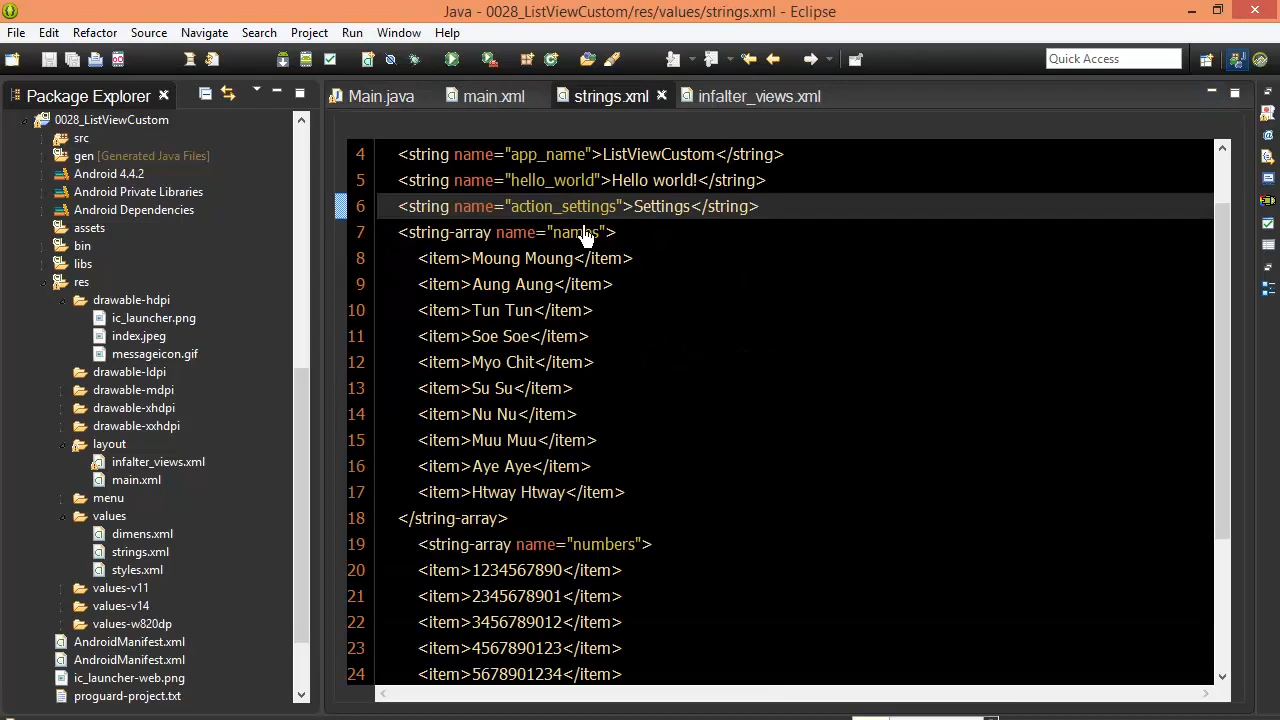 Java - 0028_ListViewCustom/res/values/strings.xml - Eclipse
File Edit Refactor Source Navigate Search Project Run Window Help
Quick Access
Package Explorer
Main.java main.xml strings.xml infalter_views.xml
0028_ListViewCustom
src
gen [Generated Java Files]
Android 4.4.2
Android Private Libraries
Android Dependencies
assets
bin
libs
res
drawable-hdpi
ic_launcher.png
index.jpeg
messageicon.gif
drawable-ldpi
drawable-mdpi
drawable-xhdpi
drawable-xxhdpi
layout
infalter_views.xml
main.xml
menu
values
dimens.xml
strings.xml
styles.xml
values-v11
values-v14
values-w820dp
AndroidManifest.xml
AndroidManifest.xml
ic_launcher-web.png
proguard-project.txt
4 <string name="app_name">ListViewCustom</string>
5 <string name="hello_world">Hello world!</string>
6 <string name="action_settings">Settings</string>
7 <string-array name="names">
8 <item>Moung Moung</item>
9 <item>Aung Aung</item>
10 <item>Tun Tun</item>
11 <item>Soe Soe</item>
12 <item>Myo Chit</item>
13 <item>Su Su</item>
14 <item>Nu Nu</item>
15 <item>Muu Muu</item>
16 <item>Aye Aye</item>
17 <item>Htway Htway</item>
18 </string-array>
19 <string-array name="numbers">
20 <item>1234567890</item>
21 <item>2345678901</item>
22 <item>3456789012</item>
23 <item>4567890123</item>
24 <item>5678901234</item>